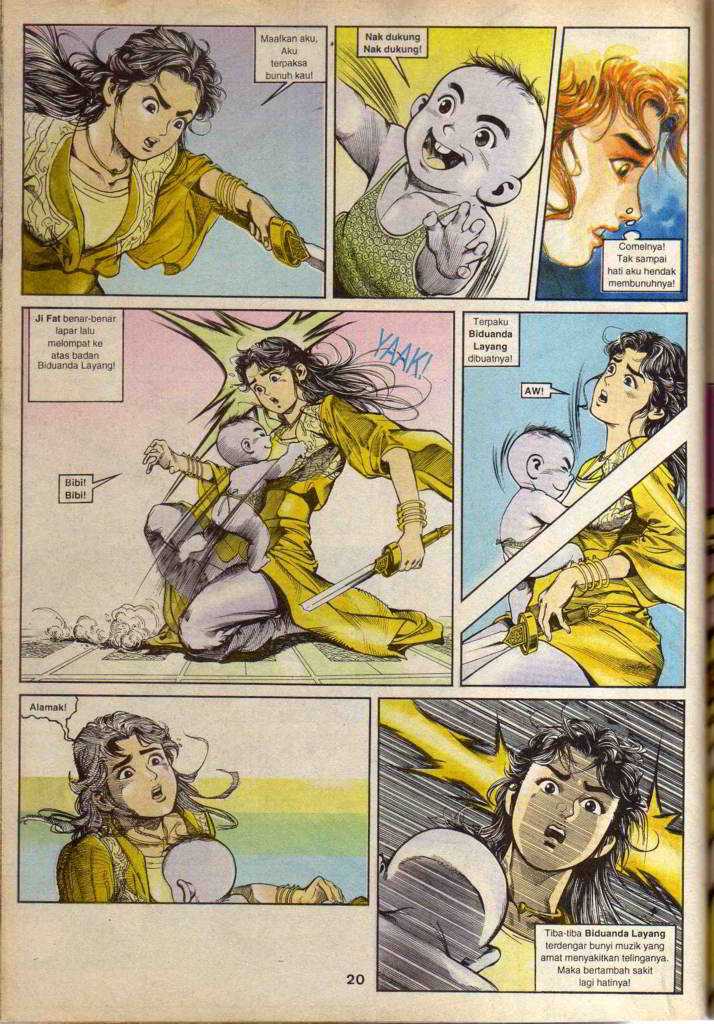 Maafkan aku,
Aku
terpaksa
bunuh kau!
Nak dukung
Nak dukung!
Comelnya!
Tak sampai
hati aku hendak
membunuhnya!
Ji Fat benar-benar
lapar lalu
melompat ke
atas badan
Biduanda Layang!
YAAK!
Bibi!
Bibi!
Terpaku
Biduanda
Layang
dibuatnya!
AW!
Alamak!
Tiba-tiba Biduanda Layang
terdengar bunyi muzik yang
amat menyakitkan telinganya.
Maka bertambah sakit
lagi hatinya!
20